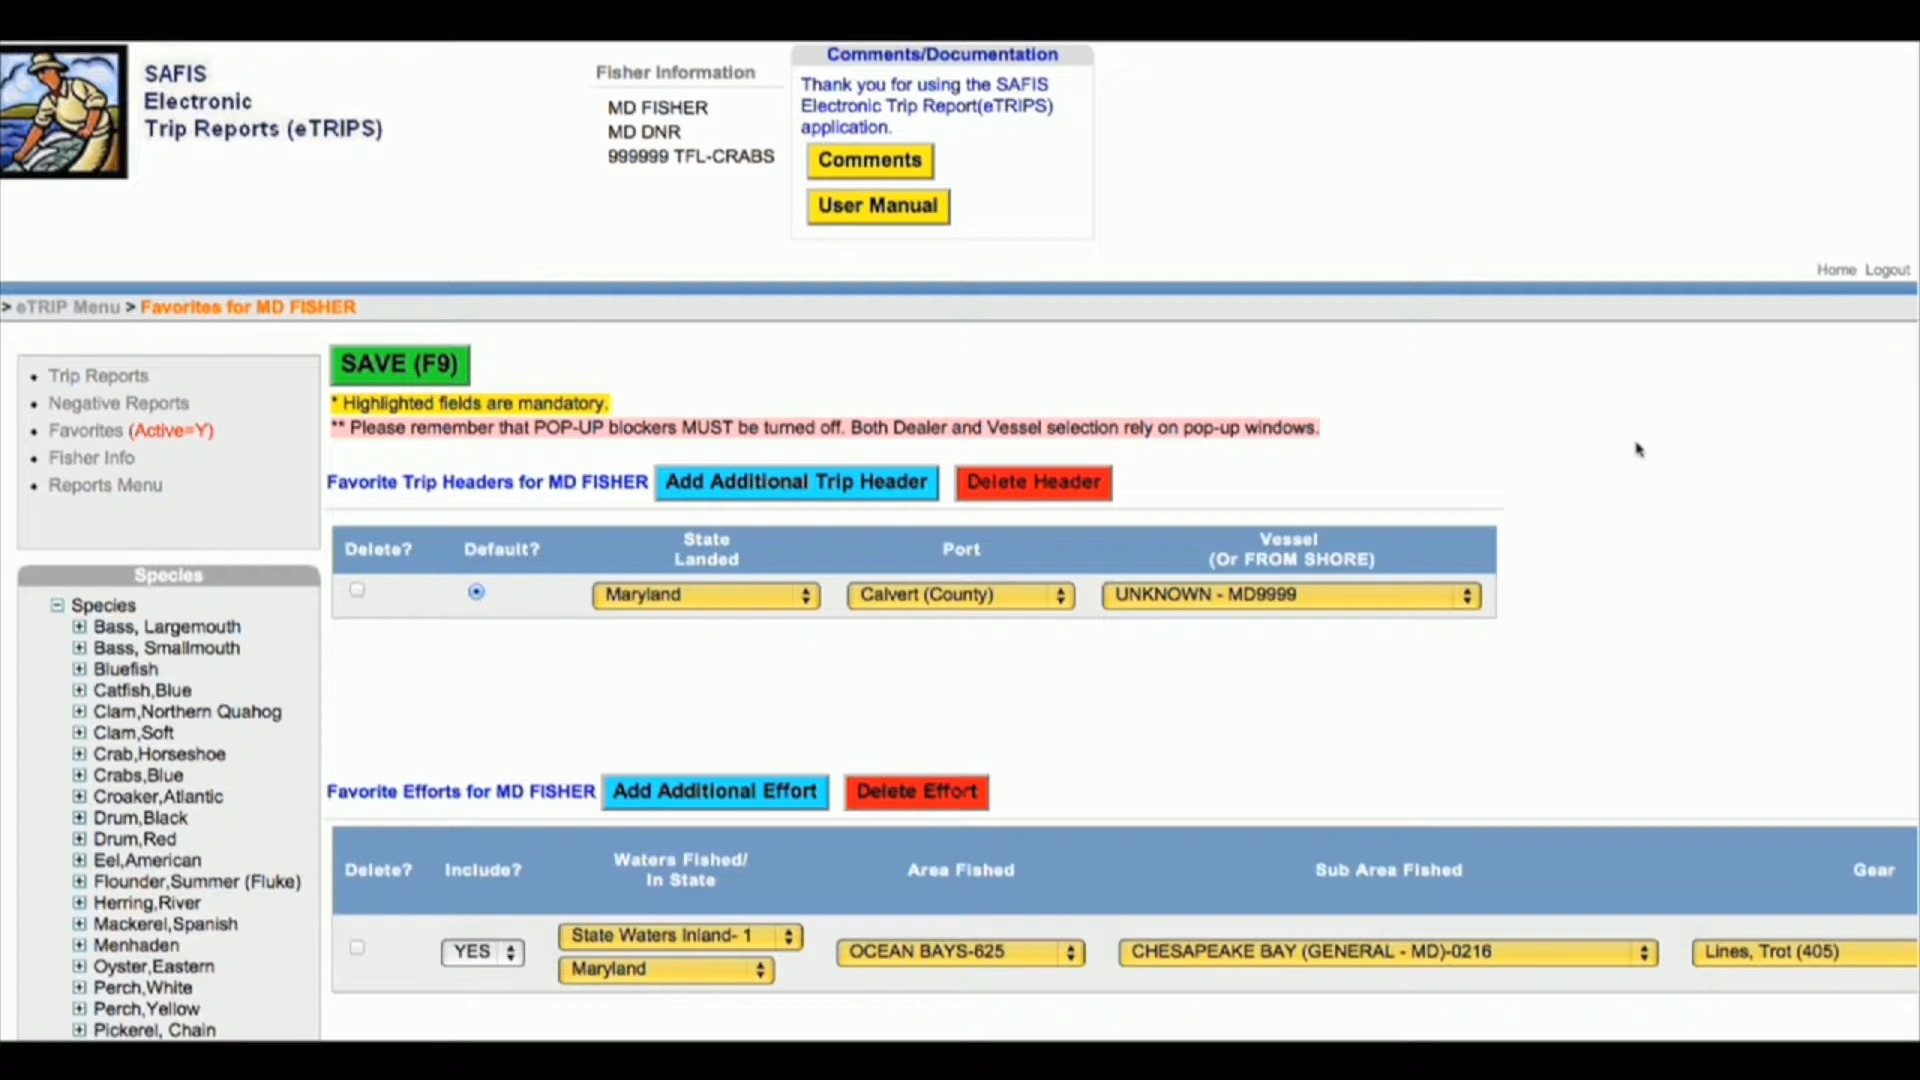 SAFIS
Electronic
Trip Reports (eTRIPS)
Fisher Information
MD FISHER
MD DNR
999999 TFL-CRABS
Comments/Documentation
Thank you for using the SAFIS
Electronic Trip Report(eTRIPS)
application.
Comments
User Manual
Home Logout
> eTRIP Menu > Favorites for MD FISHER
Trip Reports
Negative Reports
Favorites (Active=Y)
Fisher Info
Reports Menu
SAVE (F9)
* Highlighted fields are mandatory.
** Please remember that POP-UP blockers MUST be turned off. Both Dealer and Vessel selection rely on pop-up windows.
Favorite Trip Headers for MD FISHER Add Additional Trip Header Delete Header
Delete? Default? State Landed Port Vessel (Or FROM SHORE)
Maryland Calvert (County) UNKNOWN - MD9999
Species
Species
Bass, Largemouth
Bass, Smallmouth
Bluefish
Catfish,Blue
Clam,Northern Quahog
Clam,Soft
Crab,Horseshoe
Crabs,Blue
Croaker,Atlantic
Drum,Black
Drum,Red
Eel,American
Flounder,Summer (Fluke)
Herring,River
Mackerel,Spanish
Menhaden
Oyster,Eastern
Perch,White
Perch,Yellow
Pickerel, Chain
Favorite Efforts for MD FISHER Add Additional Effort Delete Effort
Delete? Include? Waters Fished/ In State Area Fished Sub Area Fished Gear
YES State Waters Inland- 1 OCEAN BAYS-625 CHESAPEAKE BAY (GENERAL - MD)-0216 Lines, Trot (405)
Maryland